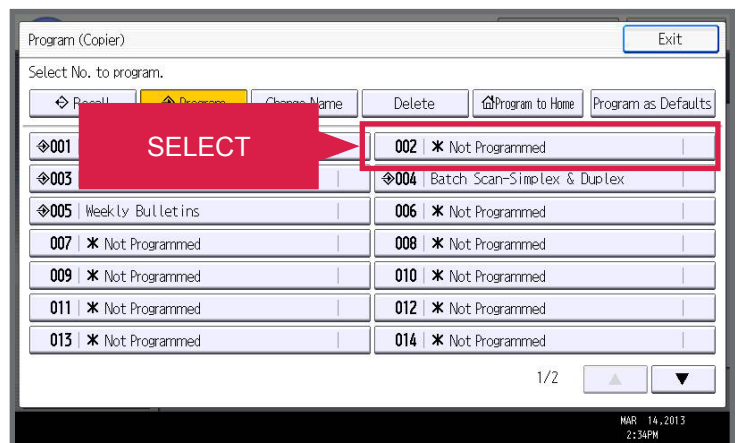 Program (Copier) Exit
Select No. to program.
Change Name Delete Program to Home Program as Defaults
001 SELECT 002 Not Programmed
003 004 Batch Scan-Simplex & Duplex
005 Weekly Bulletins 006 Not Programmed
007 Not Programmed 008 Not Programmed
009 Not Programmed 010 Not Programmed
011 Not Programmed 012 Not Programmed
013 Not Programmed 014 Not Programmed
1/2
MAR 14,2013
2:34PM